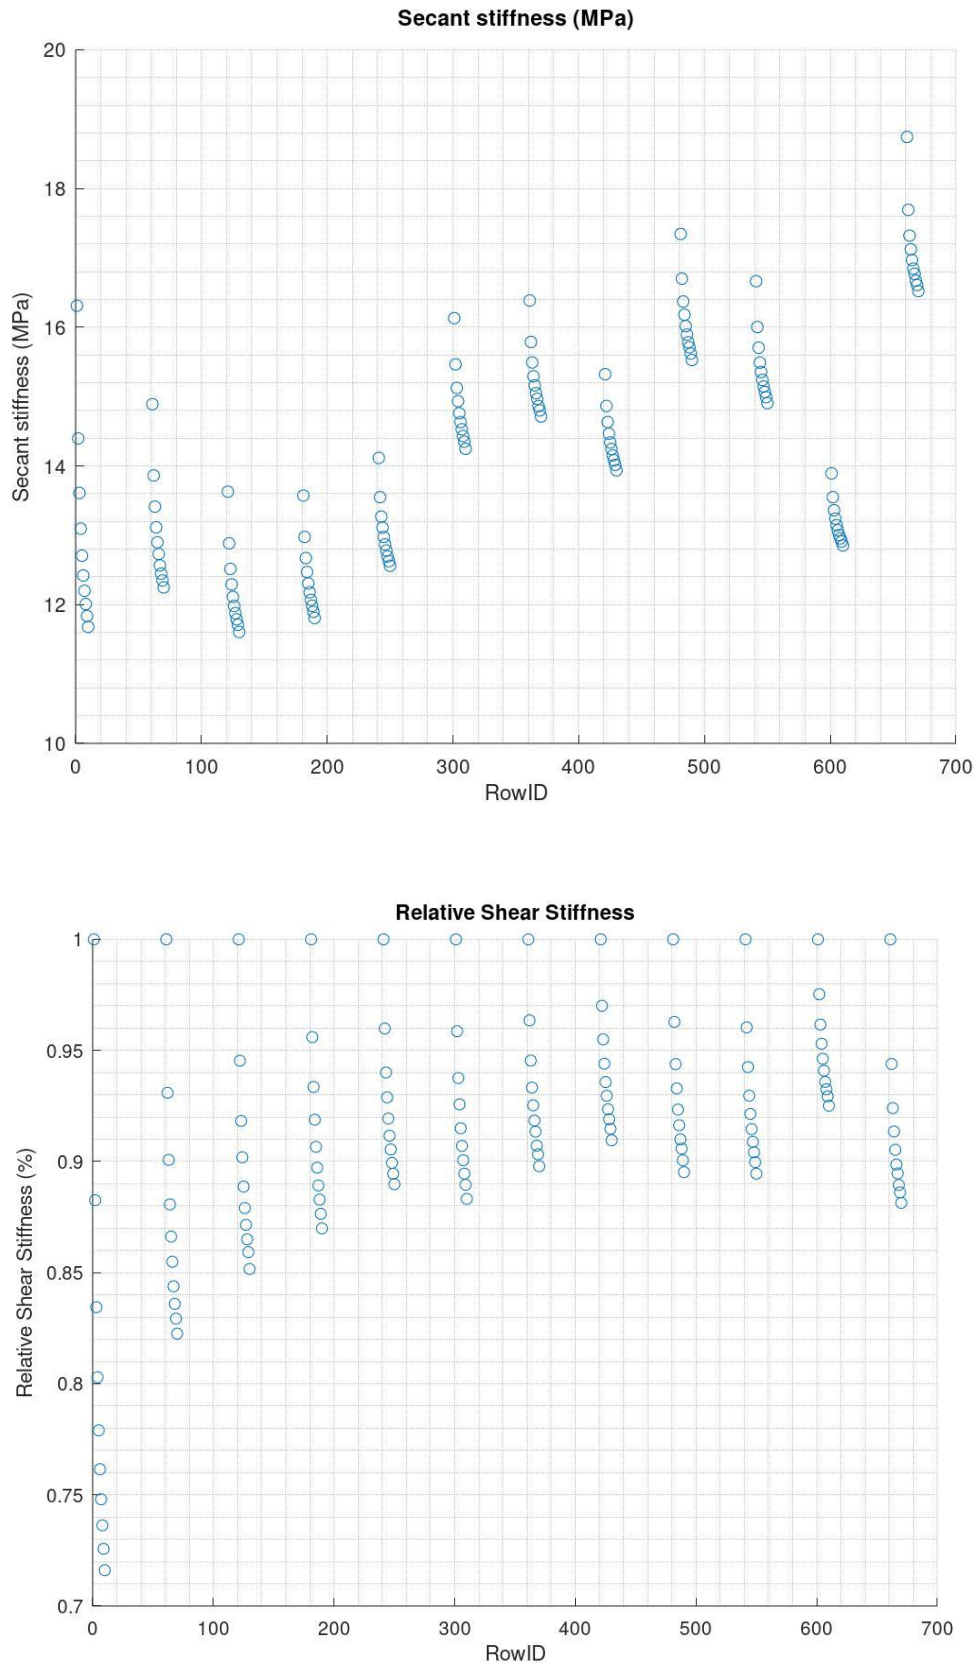 Secant stiffness (MPa)
20
18
16
14
12
10
Secant stiffness (MPa)
0 100 200 300 400 500 600 700
RowID
Relative Shear Stiffness
1
0.95
0.9
0.85
0.8
0.75
0.7
Relative Shear Stiffness (%)
0 100 200 300 400 500 600 700
RowID